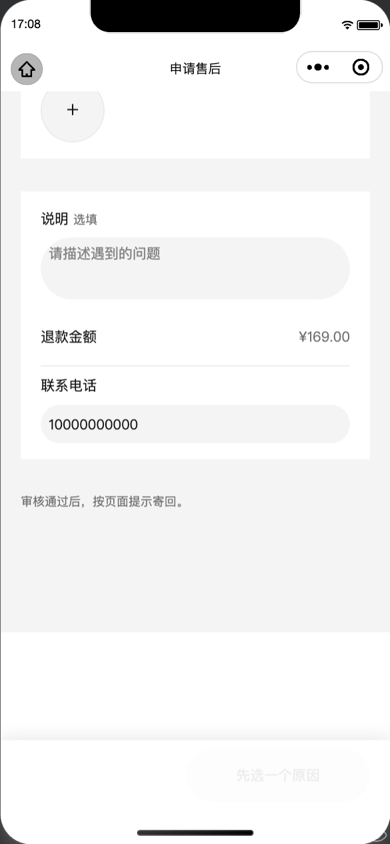 17:08
申请售后
+
说明 选填
请描述遇到的问题
退款金额 ¥169.00
联系电话
10000000000
审核通过后，按页面提示寄回。
先选一个原因